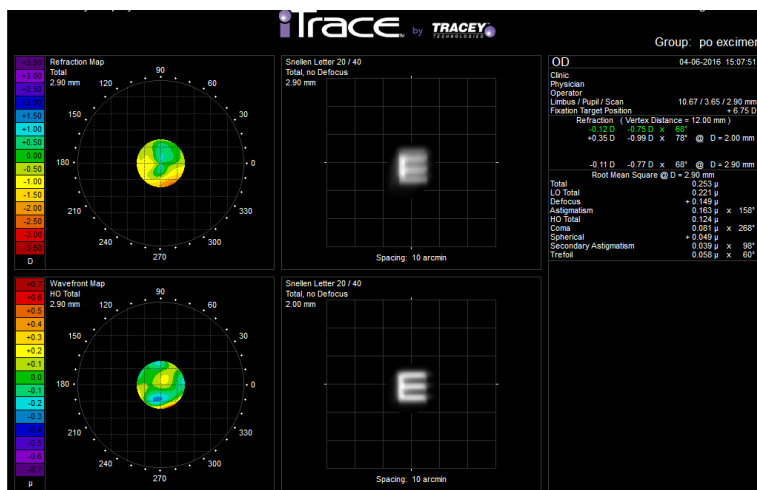 iTrace by TRACEY
TECHNOLOGIES
Group: po excimer
+3.50
+3.00
+2.50
+2.00
+1.50
+1.00
+0.50
0.00
-0.50
-1.00
-1.50
-2.00
-2.50
-3.00
-3.50
D
Refraction Map
Total
2.90 mm
90
120
60
150
30
180
0
210
330
240
300
270
Snellen Letter 20 / 40
Total, no Defocus
2.90 mm
E
Spacing: 10 arcmin
OD 04-06-2016 15:07:51
Clinic
Physician
Operator
Limbus / Pupil / Scan 10.67 / 3.65 / 2.90 mm
Fixation Target Position + 6.75 D
Refraction ( Vertex Distance = 12.00 mm )
-0.12 D -0.75 D x 68°
+0.35 D -0.99 D x 78° @ D = 2.00 mm
-0.11 D -0.77 D x 68° @ D = 2.90 mm
Root Mean Square @ D = 2.90 mm
Total 0.253 µ
LO Total 0.221 µ
Defocus + 0.149 µ
Astigmatism 0.163 µ x 158°
HO Total 0.124 µ
Coma 0.081 µ x 268°
Spherical + 0.049 µ
Secondary Astigmatism 0.039 µ x 98°
Trefoil 0.058 µ x 60°
+0.7
+0.6
+0.5
+0.4
+0.3
+0.2
+0.1
0.0
-0.1
-0.2
-0.3
-0.4
-0.5
-0.6
-0.7
µ
Wavefront Map
HO Total
2.90 mm
90
120
60
150
30
180
0
210
330
240
300
270
Snellen Letter 20 / 40
Total, no Defocus
2.00 mm
E
Spacing: 10 arcmin